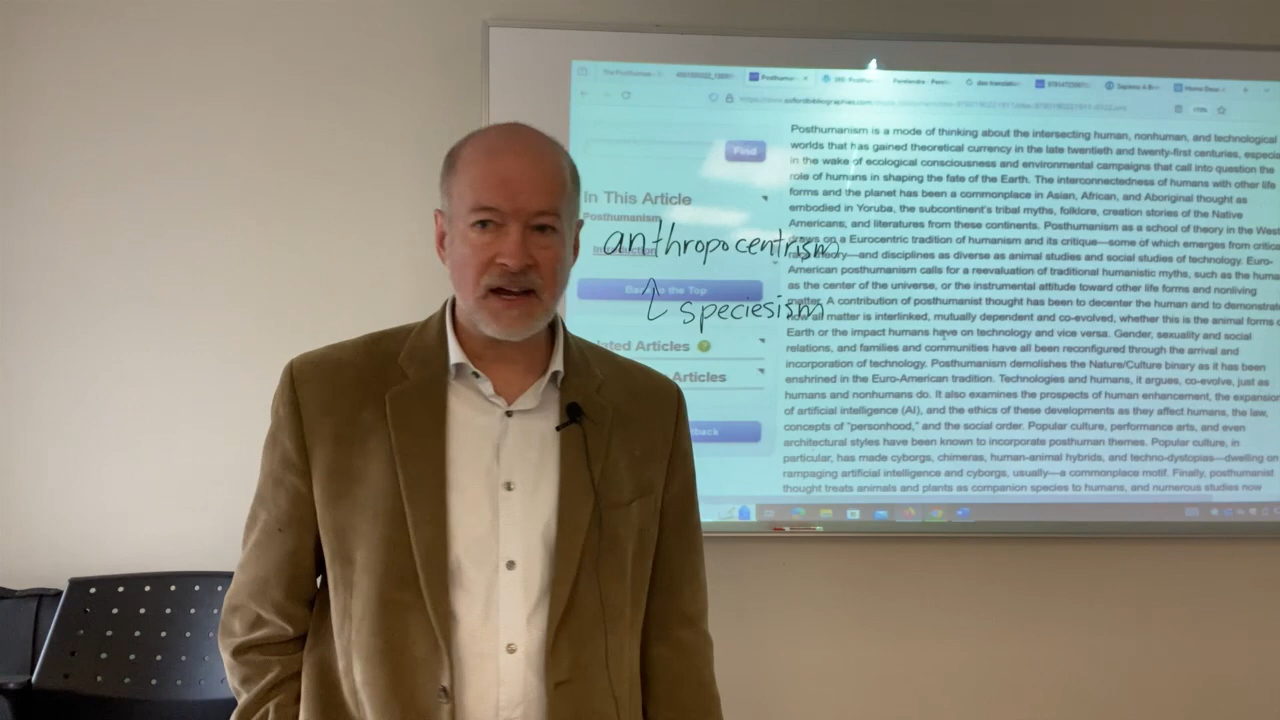 Posthuman
oxfordbibliographies.com
Find
In This Article
Posthumanism
Introduction
anthropocentrism
Back to the Top
speciesism
ated Articles
Articles
back
Posthumanism is a mode of thinking about the intersecting human, nonhuman, and technological
worlds that has gained theoretical currency in the late twentieth and twenty-first centuries, especia
in the wake of ecological consciousness and environmental campaigns that call into question the
role of humans in shaping the fate of the Earth. The interconnectedness of humans with other life
forms and the planet has been a commonplace in Asian, African, and Aboriginal thought as
embodied in Yoruba, the subcontinent's tribal myths, folklore, creation stories of the Native
Americans, and literatures from these continents. Posthumanism as a school of theory in the West
draws on a Eurocentric tradition of humanism and its critique—some of which emerges from critica
race theory—and disciplines as diverse as animal studies and social studies of technology. Euro-
American posthumanism calls for a reevaluation of traditional humanistic myths, such as the huma
as the center of the universe, or the instrumental attitude toward other life forms and nonliving
matter. A contribution of posthumanist thought has been to decenter the human and to demonstrat
how all matter is interlinked, mutually dependent and co-evolved, whether this is the animal forms o
Earth or the impact humans have on technology and vice versa. Gender, sexuality and social
relations, and families and communities have all been reconfigured through the arrival and
incorporation of technology. Posthumanism demolishes the Nature/Culture binary as it has been
enshrined in the Euro-American tradition. Technologies and humans, it argues, co-evolve, just as
humans and nonhumans do. It also examines the prospects of human enhancement, the expansion
of artificial intelligence (AI), and the ethics of these developments as they affect humans, the law,
concepts of "personhood," and the social order. Popular culture, performance arts, and even
architectural styles have been known to incorporate posthuman themes. Popular culture, in
particular, has made cyborgs, chimeras, human-animal hybrids, and techno-dystopias—dwelling on
rampaging artificial intelligence and cyborgs, usually—a commonplace motif. Finally, posthumanist
thought treats animals and plants as companion species to humans, and numerous studies now